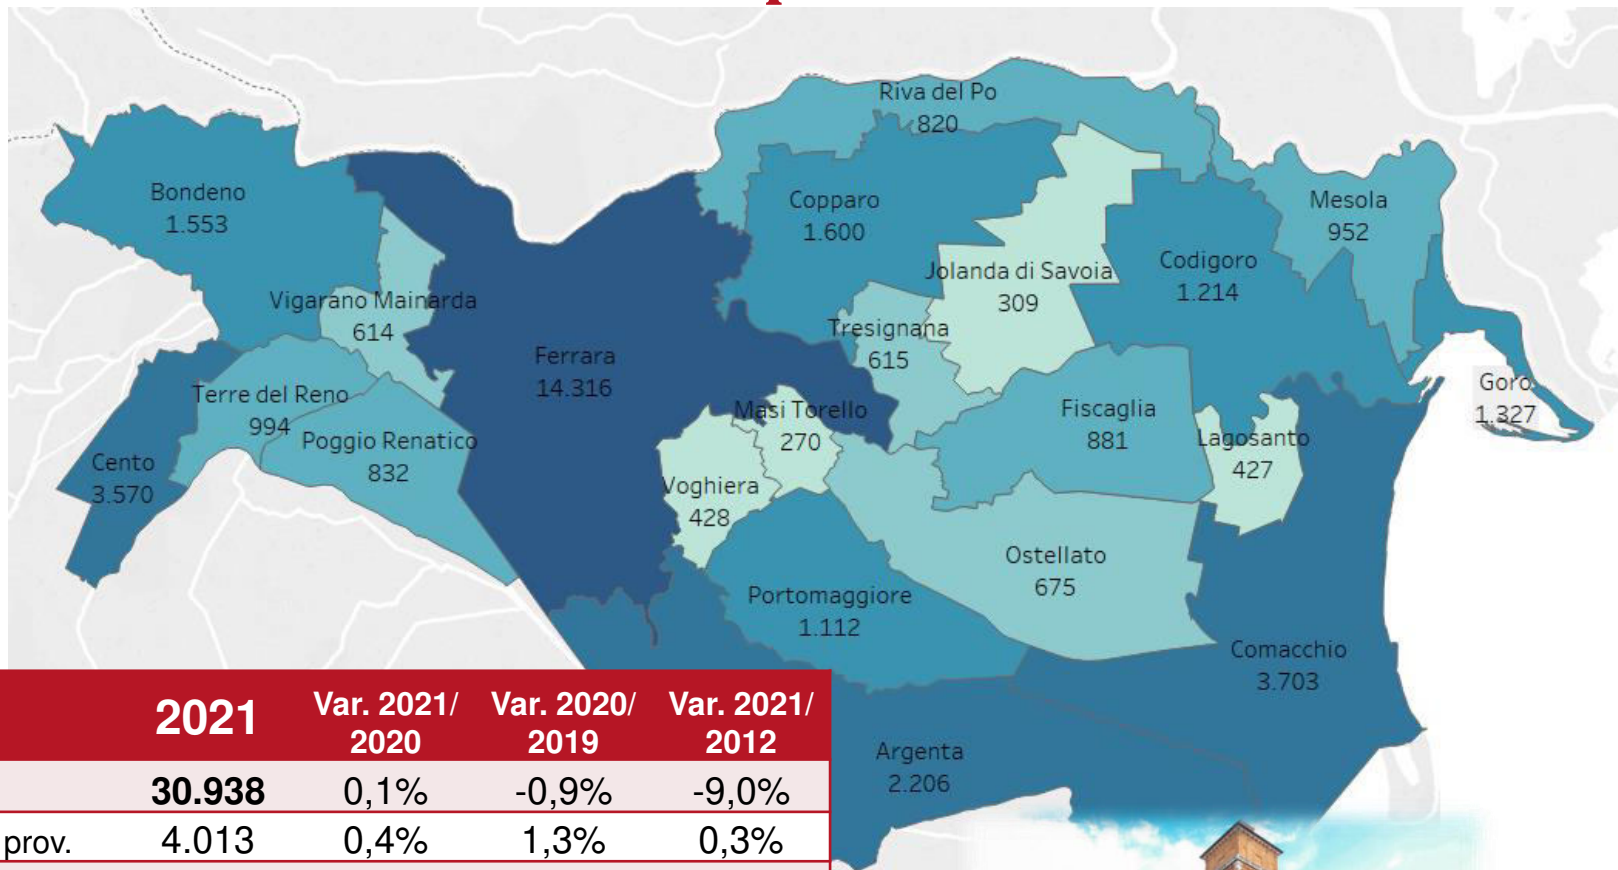 Riva del Po
820
Bondeno
1.553
Copparo
1.600
Mesola
952
Codigoro
1.214
Jolanda di Savoia
309
Vigarano Mainarda
614
Tresignana
615
Ferrara
14.316
Goro
1.327
Terre del Reno
994
Masi Torello
270
Fiscaglia
881
Poggio Renatico
832
Lagosanto
427
Cento
3.570
Voghiera
428
Ostellato
675
Portomaggiore
1.112
Comacchio
3.703
Argenta
2.206
2021 Var. 2021/ Var. 2020/ Var. 2021/
2020 2019 2012
30.938 0,1% -0,9% -9,0%
prov. 4.013 0,4% 1,3% 0,3%